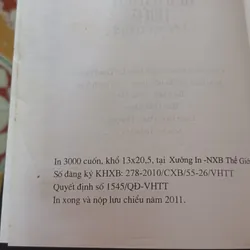 In 3000 cuốn, khổ 13x20,5, tại Xưởng In -NXB Thế Giớ
Số đăng ký KHXB: 278-2010/CXB/55-26/VHTT
Quyết định số 1545/QĐ-VHTT
In xong và nộp lưu chiểu năm 2011.